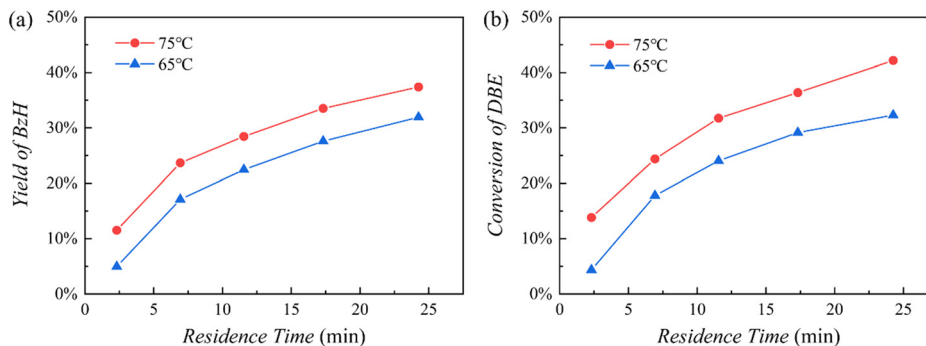 (a)
50%
40%
30%
20%
10%
0%
Yield of BzH
75℃
65℃
0 5 10 15 20 25
Residence Time (min)
(b)
50%
40%
30%
20%
10%
0%
Conversion of DBE
75℃
65℃
0 5 10 15 20 25
Residence Time (min)